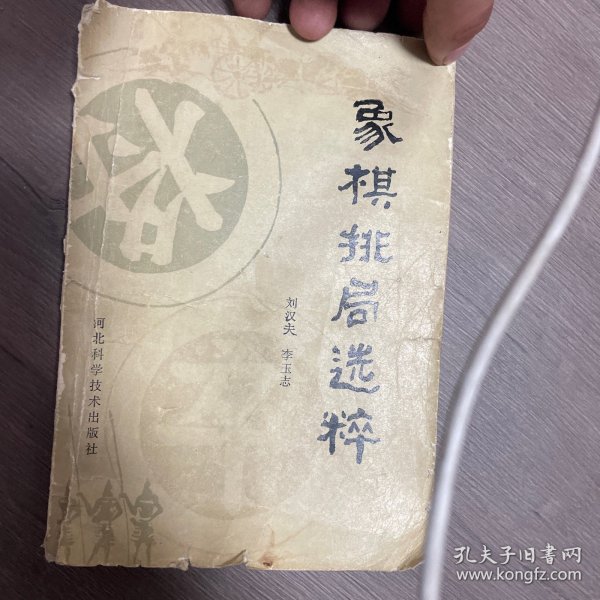 象棋排局选粹
刘汉夫 李玉志
河北科学技术出版社
孔夫子旧书网
www.kongfz.com